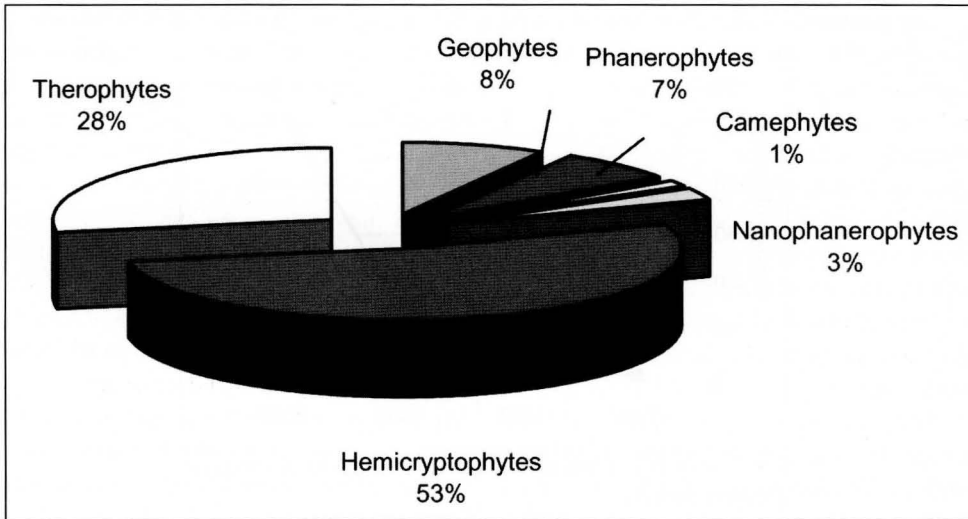 Geophytes
8%
Phanerophytes
7%
Therophytes
28%
Camephytes
1%
Nanophanerophytes
3%
Hemicryptophytes
53%